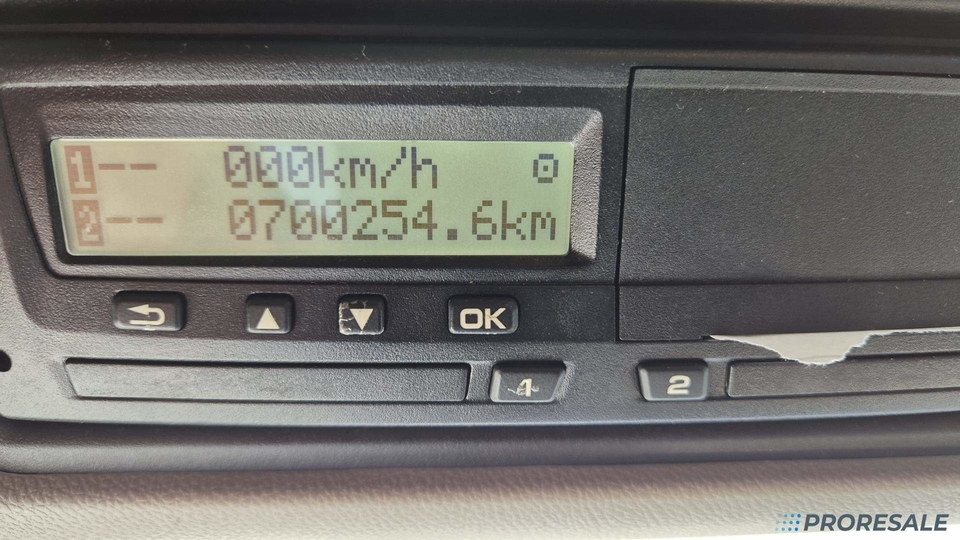 1-- 000km/h
2-- 0700254.6km
OK
1 2
PRORESALE